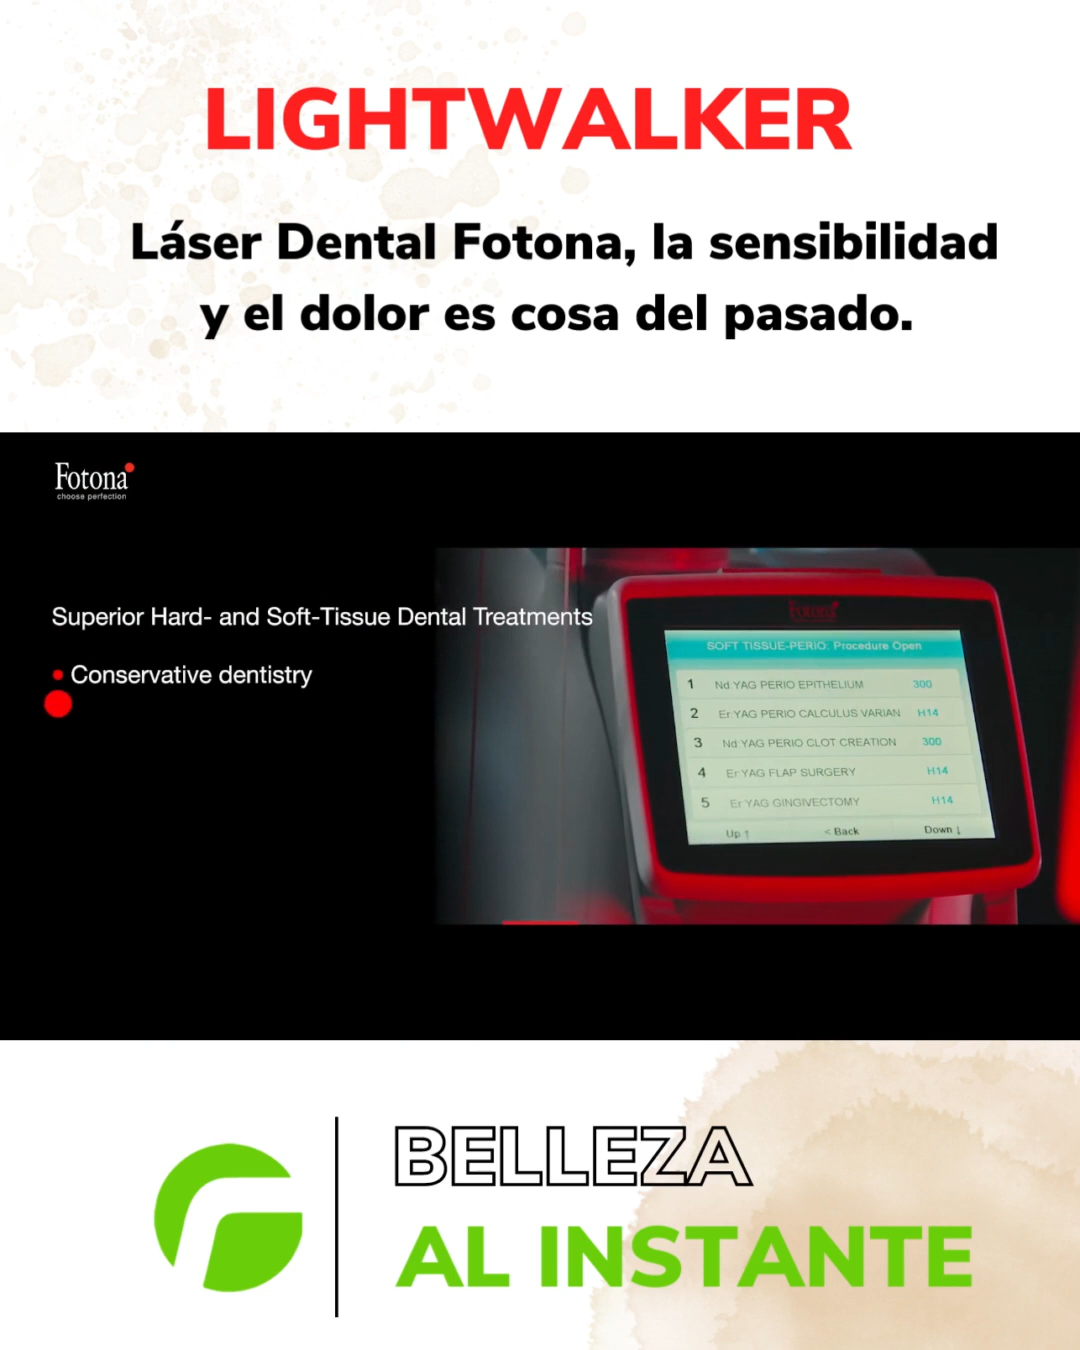 LIGHTWALKER
Láser Dental Fotona, la sensibilidad
y el dolor es cosa del pasado.
Fotona
choose perfection
Superior Hard- and Soft-Tissue Dental Treatments
Conservative dentistry
Fotona
SOFT TISSUE-PERIO: Procedure Open
1 Nd:YAG PERIO EPITHELIUM 300
2 Er:YAG PERIO CALCULUS VARIAN H14
3 Nd:YAG PERIO CLOT CREATION 300
4 Er:YAG FLAP SURGERY H14
5 Er:YAG GINGIVECTOMY H14
Up ↑ < Back Down ↓
BELLEZA
AL INSTANTE